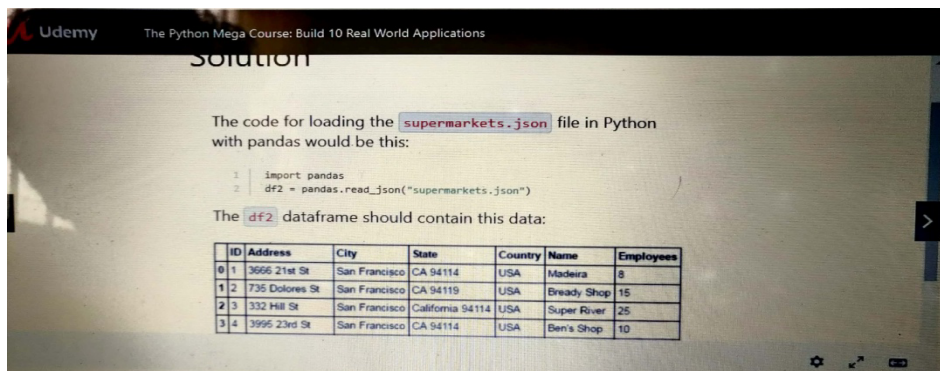 Udemy The Python Mega Course: Build 10 Real World Applications
Solution
The code for loading the supermarkets.json file in Python
with pandas would be this:
1 import pandas
2 df2 = pandas.read_json("supermarkets.json")
The df2 dataframe should contain this data:
ID Address City State Country Name Employees
0 1 3666 21st St San Francisco CA 94114 USA Madeira 8
1 2 735 Dolores St San Francisco CA 94119 USA Bready Shop 15
2 3 332 Hill St San Francisco California 94114 USA Super River 25
3 4 3995 23rd St San Francisco CA 94114 USA Ben's Shop 10